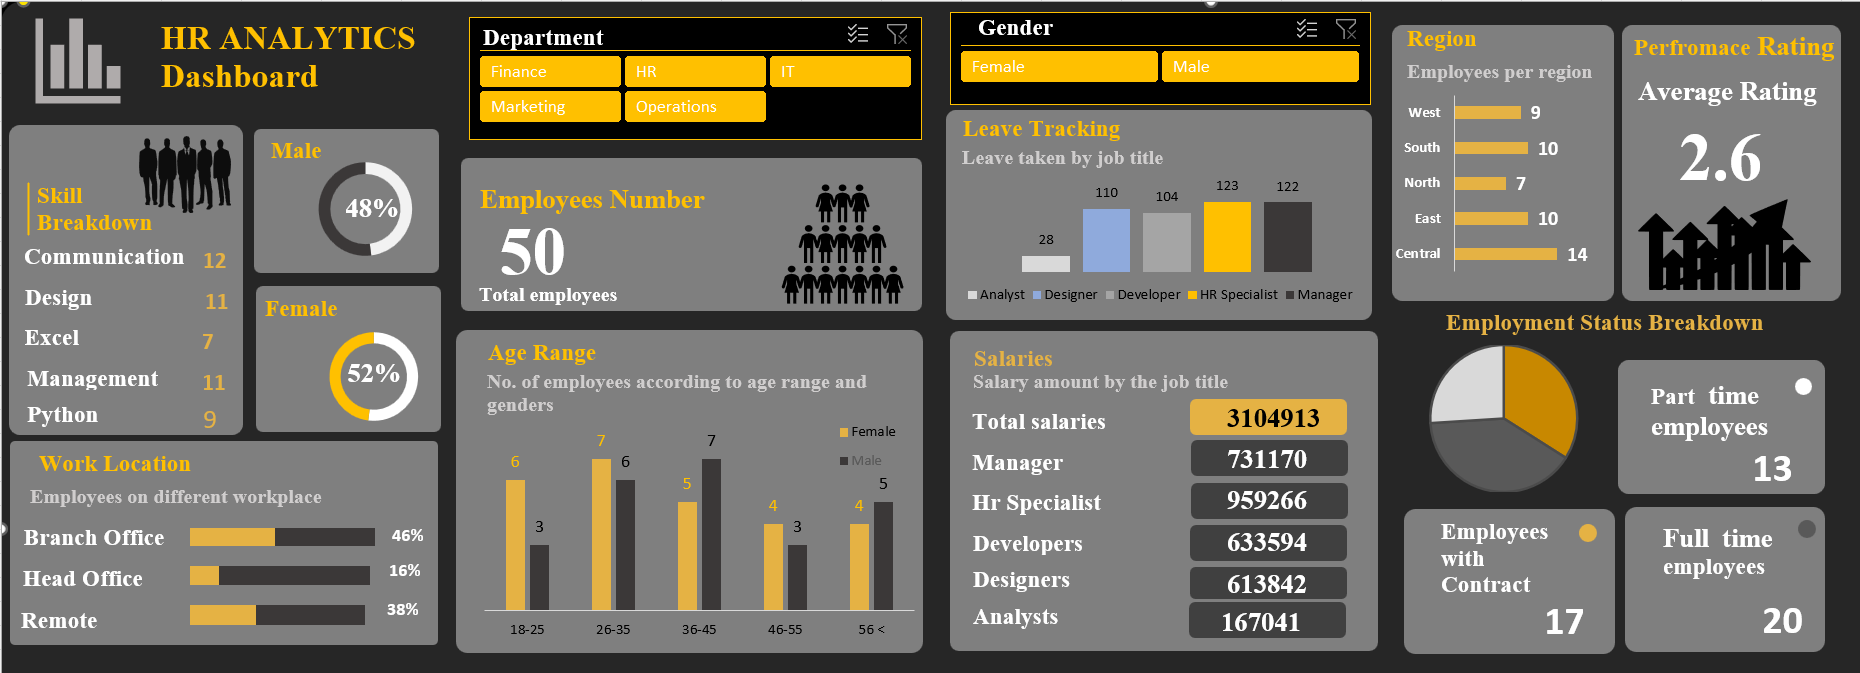 HR ANALYTICS
Dashboard
Department
Finance
HR
IT
Marketing
Operations
Gender
Female
Male
Region
Employees per region
West 9
South 10
North 7
East 10
Central 14
Perfromace Rating
Average Rating
2.6
Skill
Breakdown
Communication 12
Design 11
Excel 7
Management 11
Python 9
Male
48%
Female
52%
Employees Number
50
Total employees
Leave Tracking
Leave taken by job title
28
110
104
123
122
Analyst Designer Developer HR Specialist Manager
Age Range
No. of employees according to age range and
genders
Female
Male
6 3
7 6
5 7
4 3
4 5
18-25 26-35 36-45 46-55 56 <
Salaries
Salary amount by the job title
Total salaries 3104913
Manager 731170
Hr Specialist 959266
Developers 633594
Designers 613842
Analysts 167041
Work Location
Employees on different workplace
Branch Office 46%
Head Office 16%
Remote 38%
Employment Status Breakdown
Part time
employees
13
Employees
with
Contract
17
Full time
employees
20